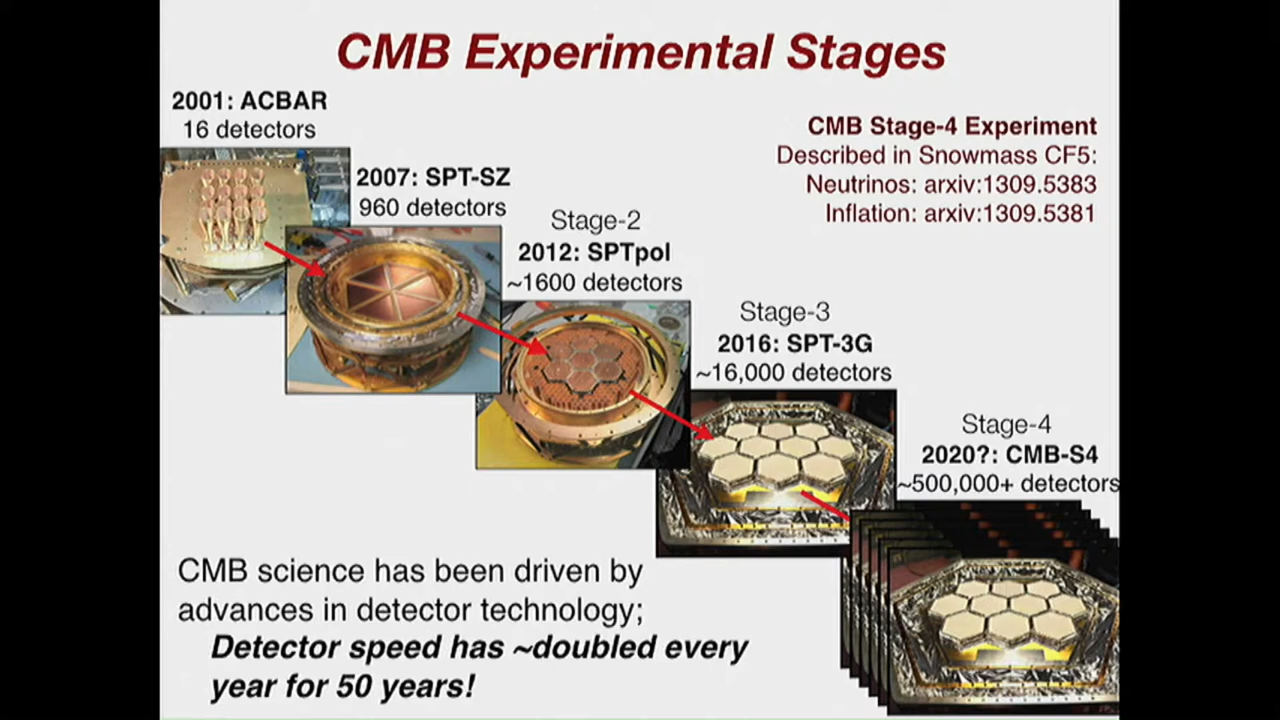 CMB Experimental Stages
2001: ACBAR
16 detectors
CMB Stage-4 Experiment
Described in Snowmass CF5:
Neutrinos: arxiv:1309.5383
Inflation: arxiv:1309.5381
2007: SPT-SZ
960 detectors
Stage-2
2012: SPTpol
~1600 detectors
Stage-3
2016: SPT-3G
~16,000 detectors
Stage-4
2020?: CMB-S4
~500,000+ detectors
CMB science has been driven by
advances in detector technology;
Detector speed has ~doubled every
year for 50 years!